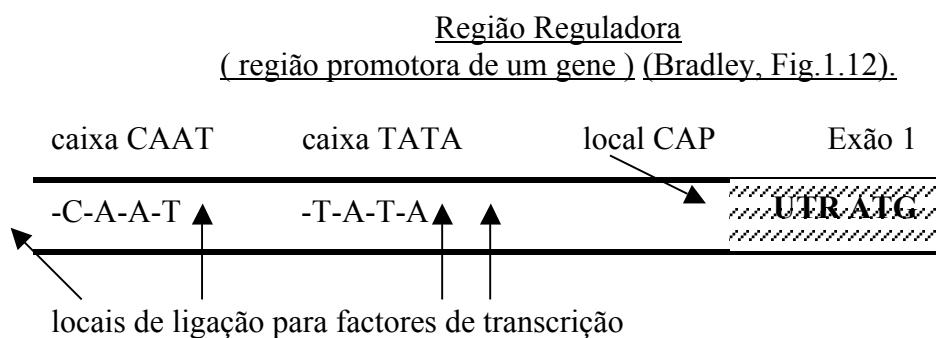 Região Reguladora
( região promotora de um gene ) (Bradley, Fig.1.12).
caixa CAAT caixa TATA local CAP Exão 1
-C-A-A-T -T-A-T-A UTR ATG
locais de ligação para factores de transcrição